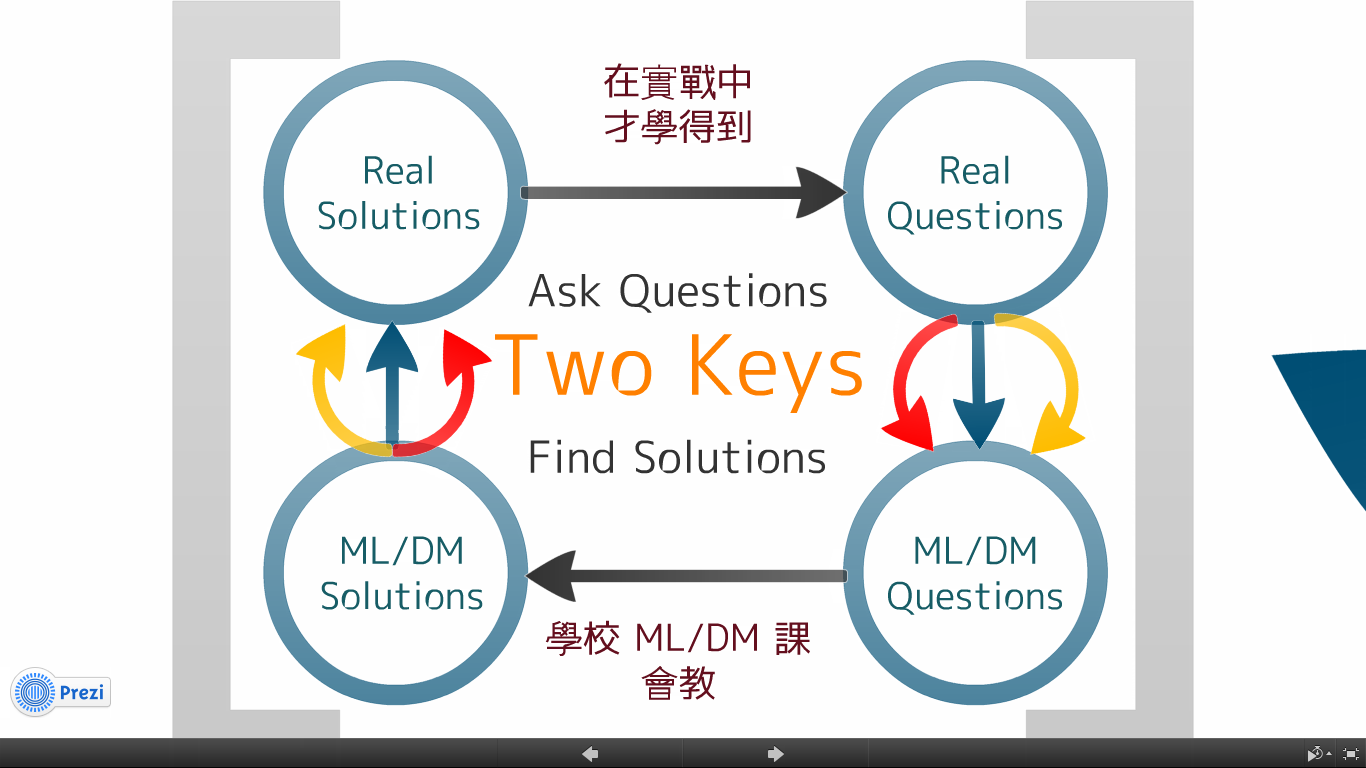 在實戰中
才學得到
Real
Solutions
Real
Questions
Ask Questions
Two Keys
Find Solutions
ML/DM
Solutions
ML/DM
Questions
學校 ML/DM 課
會教
Prezi